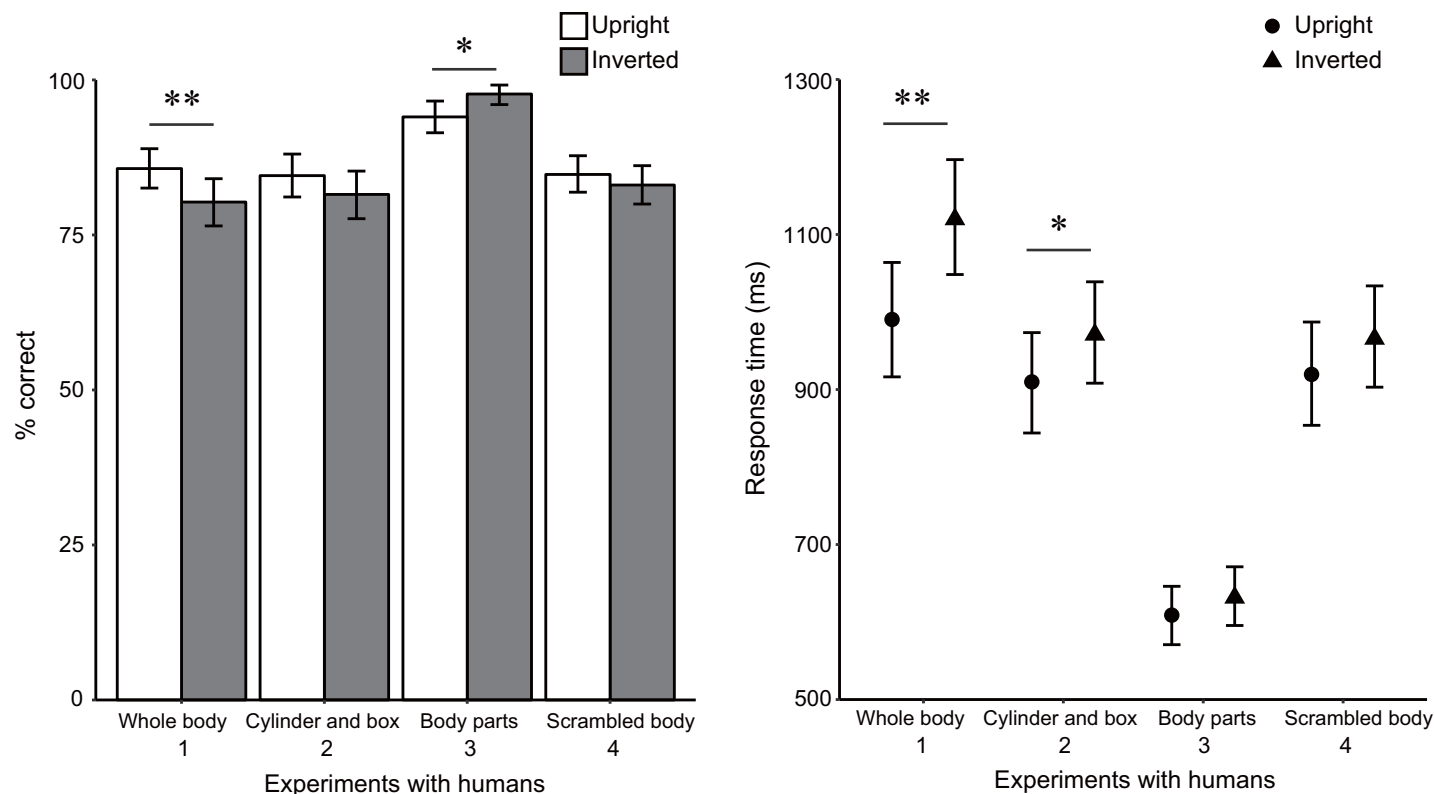 Upright
Inverted
% correct
100
75
50
25
0
**
*
Whole body Cylinder and box Body parts Scrambled body
1 2 3 4
Experiments with humans
Upright
Inverted
Response time (ms)
1300
1100
900
700
500
**
*
Whole body Cylinder and box Body parts Scrambled body
1 2 3 4
Experiments with humans